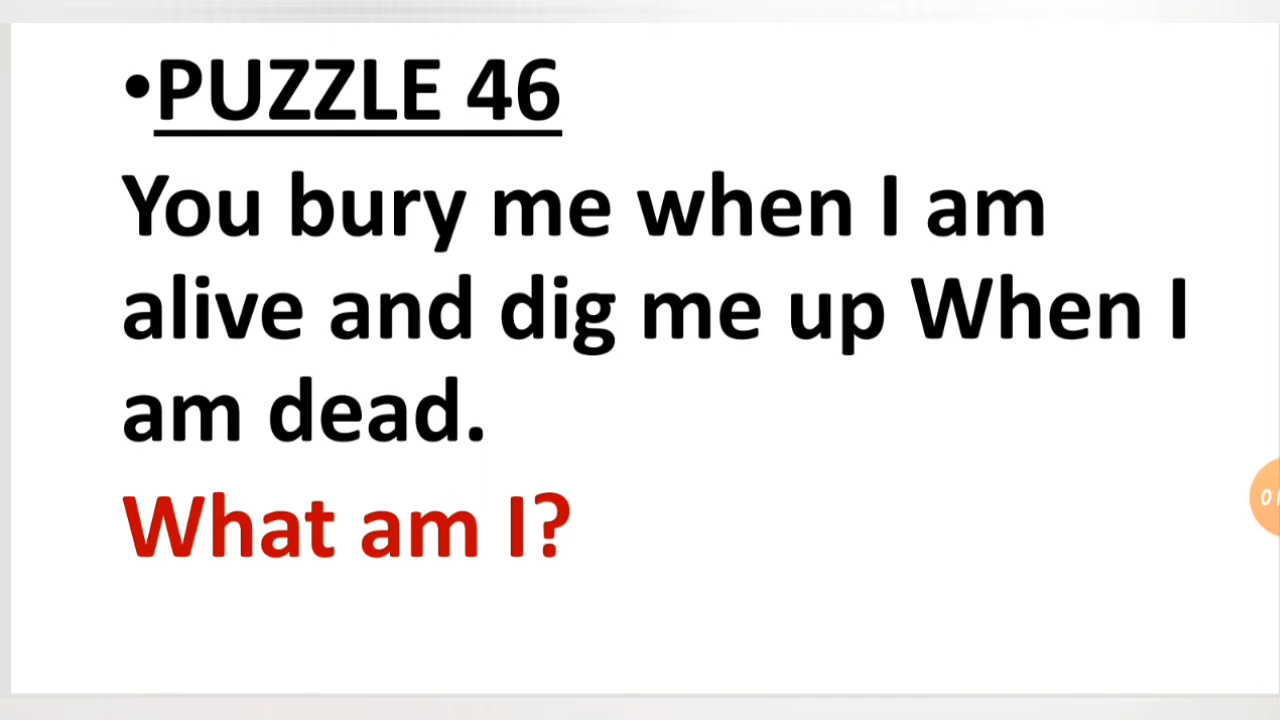 •PUZZLE 46
You bury me when I am
alive and dig me up When I
am dead.
What am I?